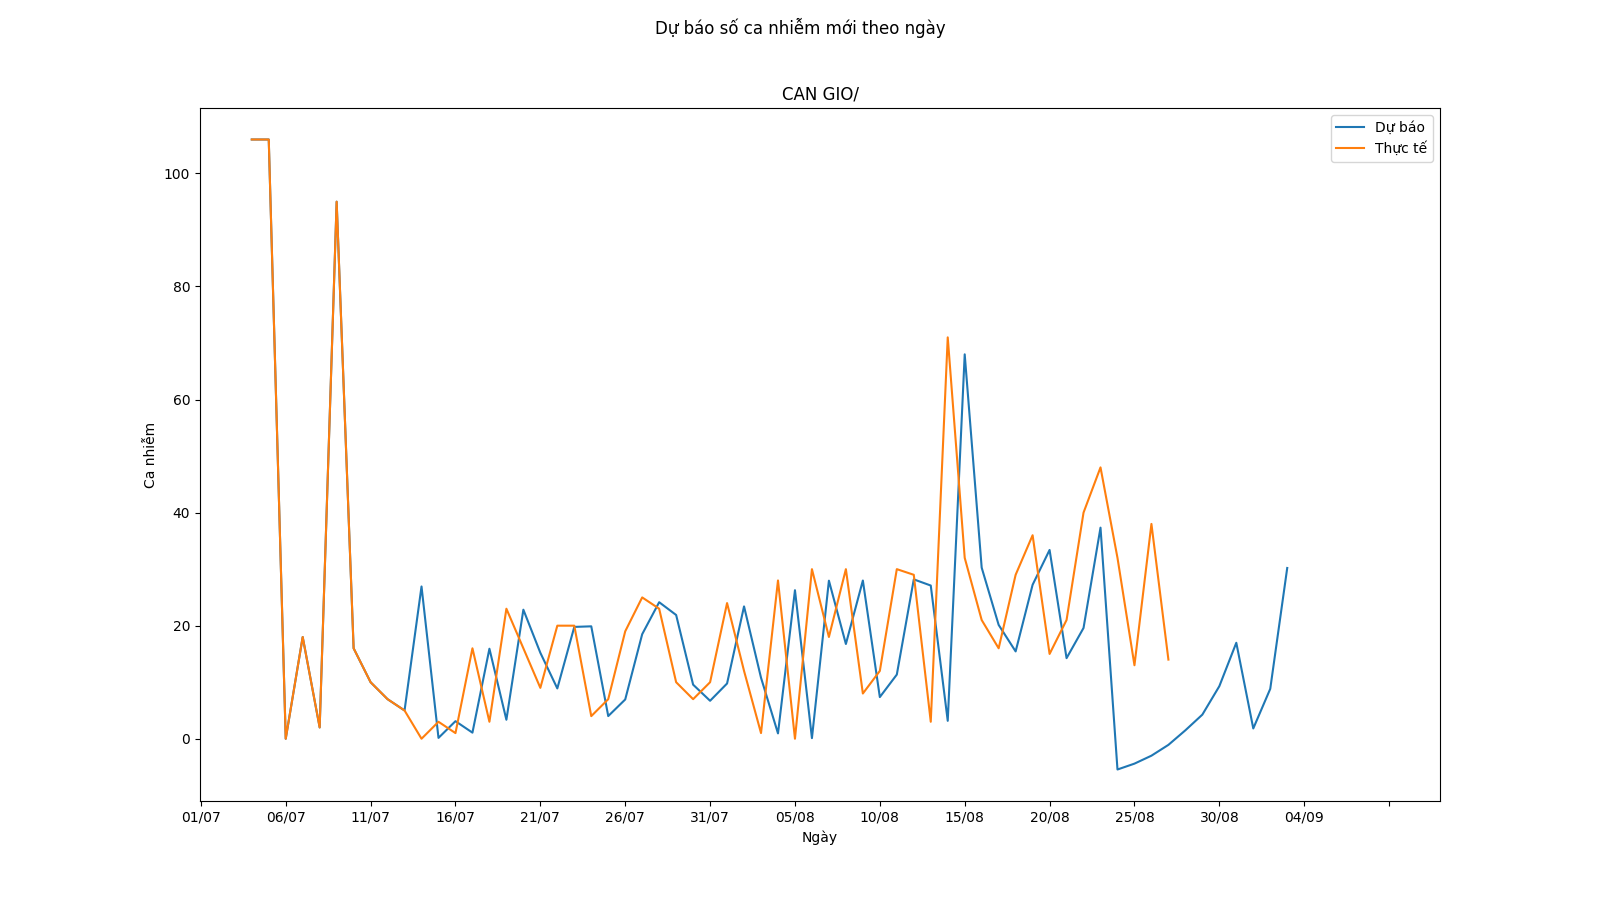 Dự báo số ca nhiễm mới theo ngày
CAN GIO/
Dự báo
Thực tế
100
80
60
40
20
0
Ca nhiễm
01/07 06/07 11/07 16/07 21/07 26/07 31/07 05/08 10/08 15/08 20/08 25/08 30/08 04/09
Ngày